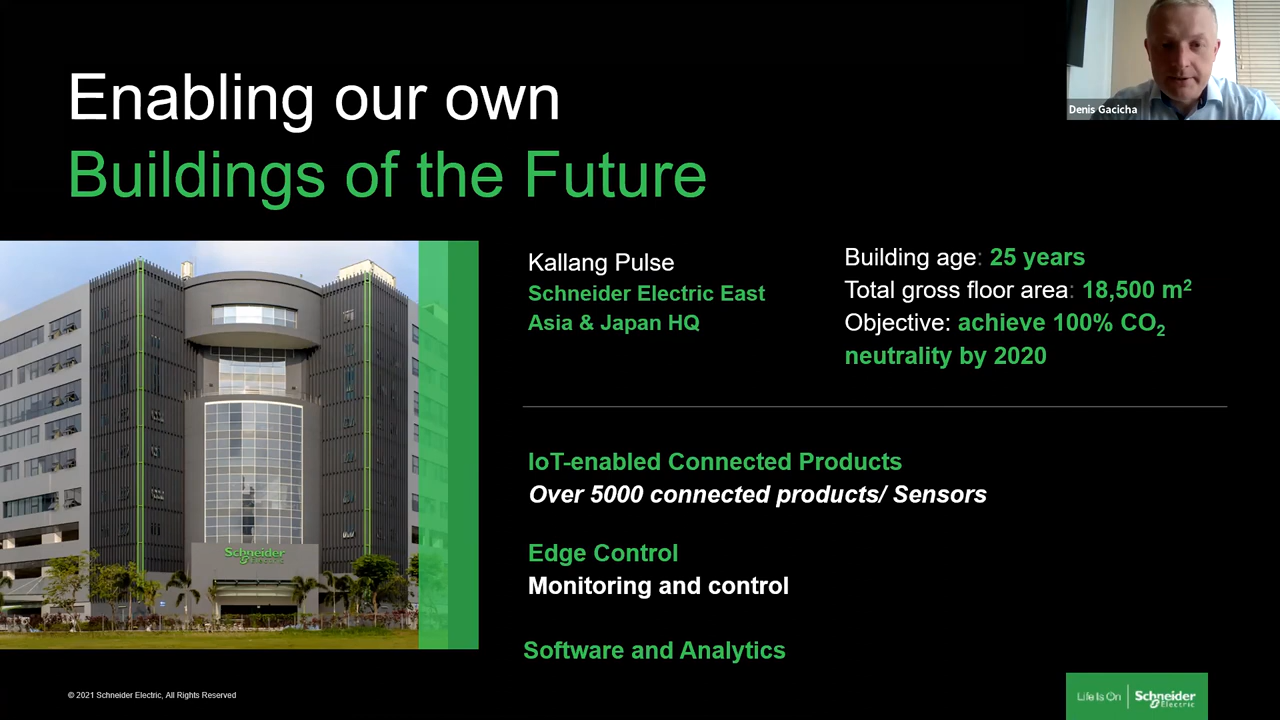 Enabling our own
Buildings of the Future
Denis Gacicha
Kallang Pulse
Schneider Electric East
Asia & Japan HQ
Building age: 25 years
Total gross floor area: 18,500 m²
Objective: achieve 100% CO₂
neutrality by 2020
IoT-enabled Connected Products
Over 5000 connected products/ Sensors
Edge Control
Monitoring and control
Software and Analytics
Schneider
Electric
© 2021 Schneider Electric, All Rights Reserved
Life Is On
Schneider
Electric